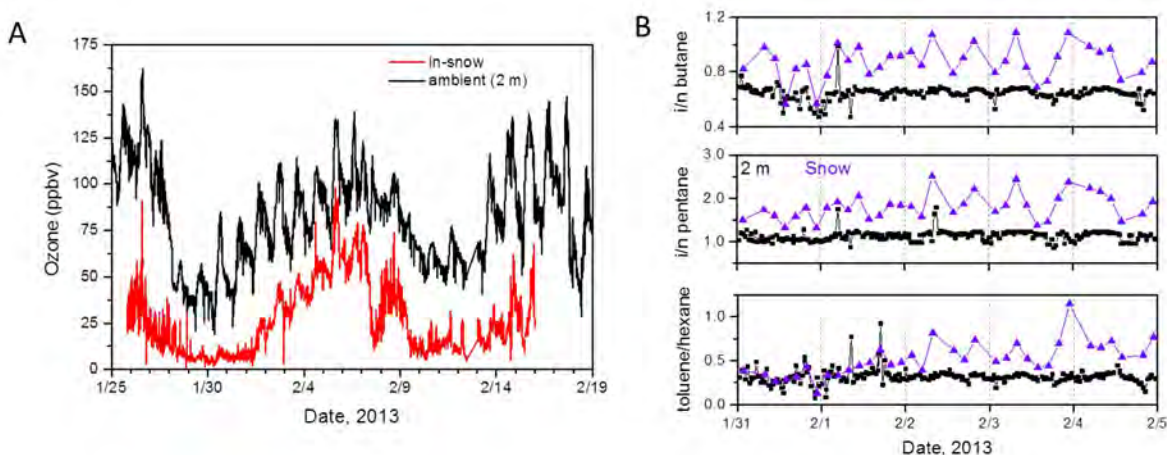 A
Ozone (ppbv)
175
150
125
100
75
50
25
0
in-snow
ambient (2 m)
1/25
1/30
2/4
2/9
2/14
2/19
Date, 2013
B
i/n butane
1.2
0.8
0.4
i/n pentane
3.0
2.0
1.0
2 m
Snow
toluene/hexane
1.0
0.5
0.0
1/31
2/1
2/2
2/3
2/4
2/5
Date, 2013